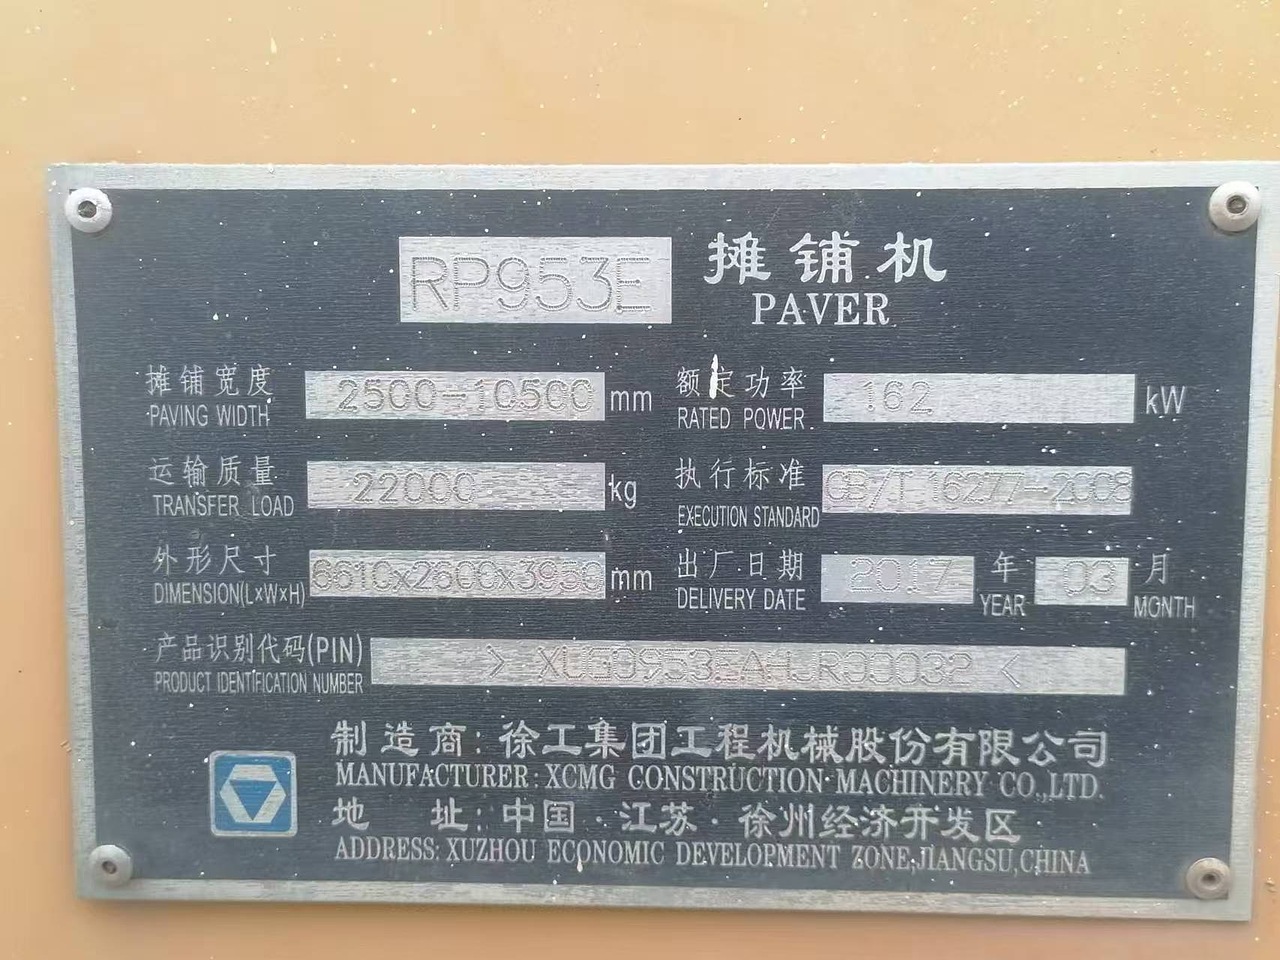 RP953E 摊铺机
PAVER
摊铺宽度 2500-10500 mm 额定功率 162 kW
PAVING WIDTH RATED POWER
运输质量 22000 kg 执行标准 GB/T 16277-2008
TRANSFER LOAD EXECUTION STANDARD
外形尺寸 6610x2600x3950 mm 出厂日期 2017 年 03 月
DIMENSION(L×W×H) DELIVERY DATE YEAR MONTH
产品识别代码(PIN) > XUG0953EAHJR00032 <
PRODUCT IDENTIFICATION NUMBER
制造商: 徐工集团工程机械股份有限公司
MANUFACTURER: XCMG CONSTRUCTION MACHINERY CO.,LTD.
地 址: 中国·江苏·徐州经济开发区
ADDRESS: XUZHOU ECONOMIC DEVELOPMENT ZONE,JIANGSU,CHINA